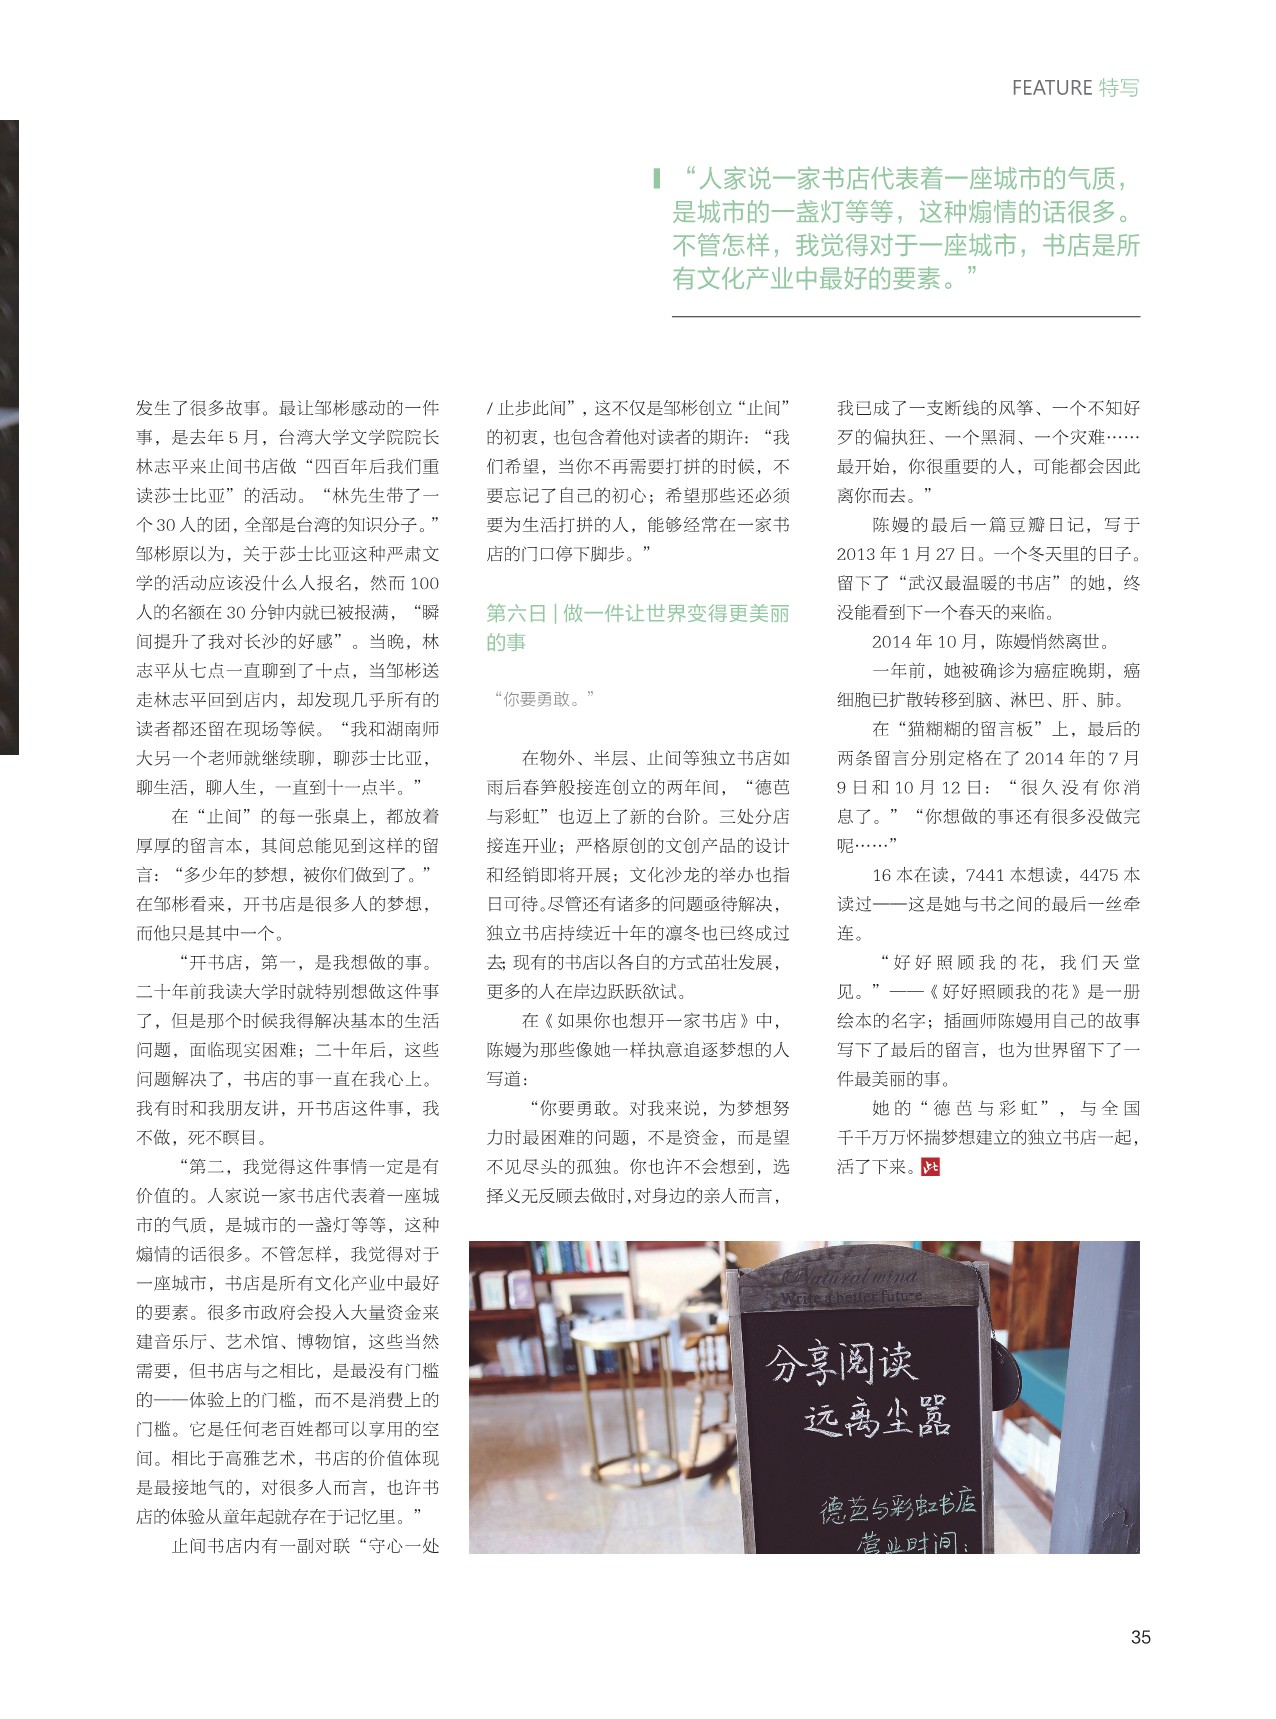 FEATURE 特写
“人家说一家书店代表着一座城市的气质，
是城市的一盏灯等等，这种煽情的话很多。
不管怎样，我觉得对于一座城市，书店是所
有文化产业中最好的要素。”
发生了很多故事。最让邹彬感动的一件
事，是去年 5 月，台湾大学文学院院长
林志平来止间书店做“四百年后我们重
读莎士比亚”的活动。“林先生带了一
个 30 人的团，全部是台湾的知识分子。”
邹彬原以为，关于莎士比亚这种严肃文
学的活动应该没什么人报名，然而 100
人的名额在 30 分钟内就已被报满，“瞬
间提升了我对长沙的好感”。当晚，林
志平从七点一直聊到了十点，当邹彬送
走林志平回到店内，却发现几乎所有的
读者都还留在现场等候。“我和湖南师
大另一个老师就继续聊，聊莎士比亚，
聊生活，聊人生，一直到十一点半。”
在“止间”的每一张桌上，都放着
厚厚的留言本，其间总能见到这样的留
言：“多少年的梦想，被你们做到了。”
在邹彬看来，开书店是很多人的梦想，
而他只是其中一个。
“开书店，第一，是我想做的事。
二十年前我读大学时就特别想做这件事
了，但是那个时候我得解决基本的生活
问题，面临现实困难；二十年后，这些
问题解决了，书店的事一直在我心上。
我有时和我朋友讲，开书店这件事，我
不做，死不瞑目。
“第二，我觉得这件事情一定是有
价值的。人家说一家书店代表着一座城
市的气质，是城市的一盏灯等等，这种
煽情的话很多。不管怎样，我觉得对于
一座城市，书店是所有文化产业中最好
的要素。很多市政府会投入大量资金来
建音乐厅、艺术馆、博物馆，这些当然
需要，但书店与之相比，是最没有门槛
的——体验上的门槛，而不是消费上的
门槛。它是任何老百姓都可以享用的空
间。相比于高雅艺术，书店的价值体现
是最接地气的，对很多人而言，也许书
店的体验从童年起就存在于记忆里。”
止间书店内有一副对联“守心一处
/ 止步此间”，这不仅是邹彬创立“止间”
的初衷，也包含着他对读者的期许：“我
们希望，当你不再需要打拼的时候，不
要忘记了自己的初心；希望那些还必须
要为生活打拼的人，能够经常在一家书
店的门口停下脚步。”
第六日 | 做一件让世界变得更美丽
的事
“你要勇敢。”
在物外、半层、止间等独立书店如
雨后春笋般接连创立的两年间，“德芭
与彩虹”也迈上了新的台阶。三处分店
接连开业；严格原创的文创产品的设计
和经销即将开展；文化沙龙的举办也指
日可待。尽管还有诸多的问题亟待解决，
独立书店持续近十年的凛冬也已终成过
去；现有的书店以各自的方式茁壮发展，
更多的人在岸边跃跃欲试。
在《如果你也想开一家书店》中，
陈嫚为那些像她一样执意追逐梦想的人
写道：
“你要勇敢。对我来说，为梦想努
力时最困难的问题，不是资金，而是望
不见尽头的孤独。你也许不会想到，选
择义无反顾去做时，对身边的亲人而言，
我已成了一支断线的风筝、一个不知好
歹的偏执狂、一个黑洞、一个灾难……
最开始，你很重要的人，可能都会因此
离你而去。”
陈嫚的最后一篇豆瓣日记，写于
2013 年 1 月 27 日。一个冬天里的日子。
留下了“武汉最温暖的书店”的她，终
没能看到下一个春天的来临。
2014 年 10 月，陈嫚悄然离世。
一年前，她被确诊为癌症晚期，癌
细胞已扩散转移到脑、淋巴、肝、肺。
在“猫糊糊的留言板”上，最后的
两条留言分别定格在了 2014 年的 7 月
9 日和 10 月 12 日：“很久没有你消
息了。”“你想做的事还有很多没做完
呢……”
16 本在读，7441 本想读，4475 本
读过——这是她与书之间的最后一丝牵
连。
“好好照顾我的花，我们天堂
见。”——《好好照顾我的花》是一册
绘本的名字；插画师陈嫚用自己的故事
写下了最后的留言，也为世界留下了一
件最美丽的事。
她的“德芭与彩虹”，与全国
千千万万怀揣梦想建立的独立书店一起，
活了下来。
Natural mind
Write a better future
分享阅读
远离尘嚣
德芭与彩虹书店
营业时间：
35